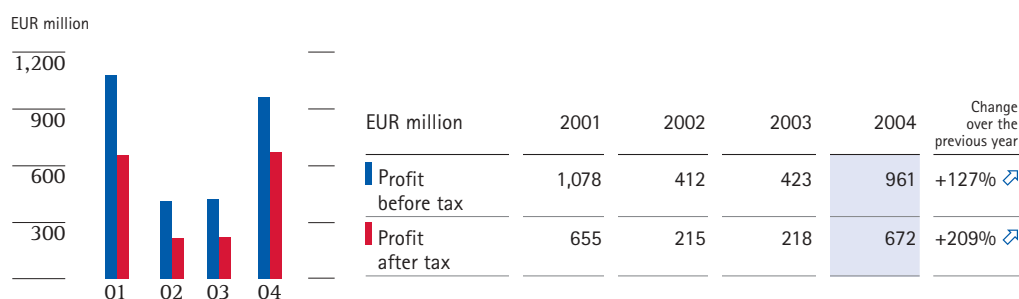 EUR million
1,200
900
600
300
01 02 03 04
EUR million 2001 2002 2003 2004 Change
over the
previous year
Profit
before tax 1,078 412 423 961 +127%
Profit
after tax 655 215 218 672 +209%